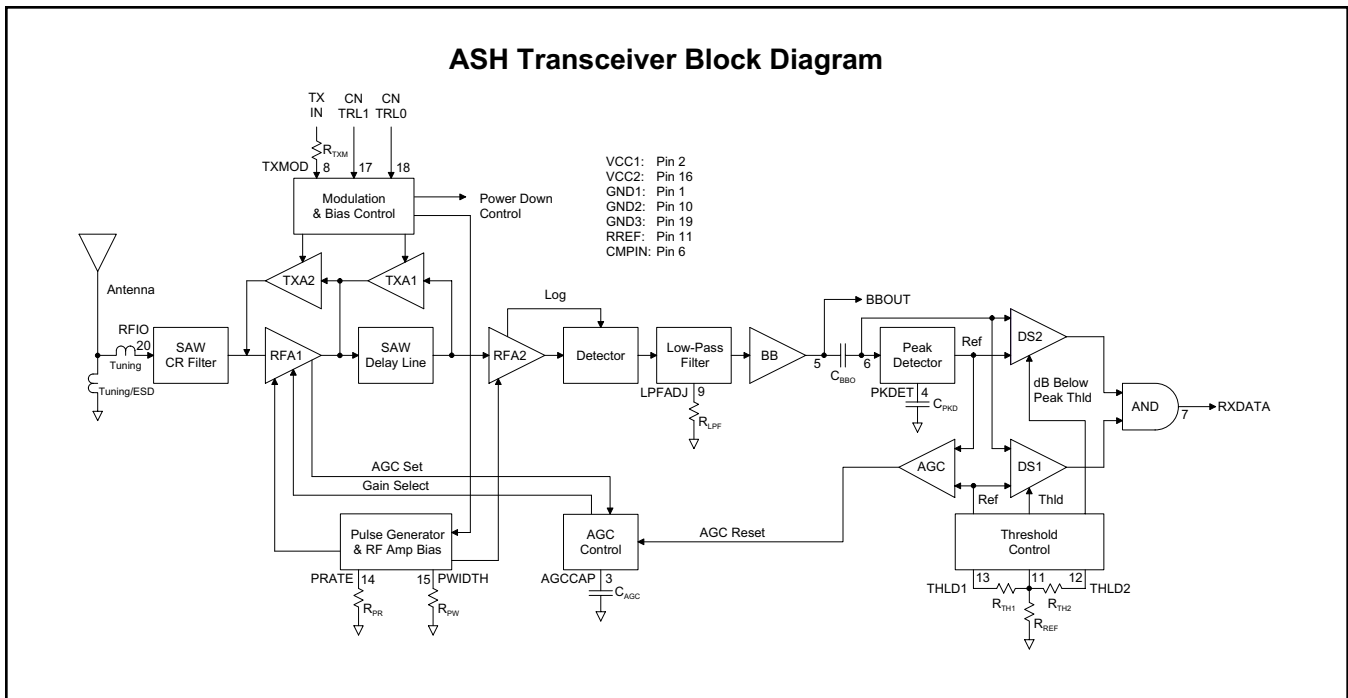 ASH Transceiver Block Diagram
TX
IN
CN
TRL1
CN
TRL0
RTXM
TXMOD
8
17
18
Modulation
& Bias Control
Power Down
Control
VCC1: Pin 2
VCC2: Pin 16
GND1: Pin 1
GND2: Pin 10
GND3: Pin 19
RREF: Pin 11
CMPIN: Pin 6
Antenna
TXA2
TXA1
Log
BBOUT
RFIO
20
Tuning
Tuning/ESD
SAW
CR Filter
RFA1
SAW
Delay Line
RFA2
Detector
Low-Pass
Filter
BB
5
CBBO
6
Peak
Detector
Ref
DS2
LPFADJ
9
RLPF
PKDET
4
CPKD
dB Below
Peak Thld
AND
7
RXDATA
AGC Set
Gain Select
AGC
DS1
Ref
Thld
Pulse Generator
& RF Amp Bias
AGC
Control
AGC Reset
Threshold
Control
PRATE
14
15
PWIDTH
RPR
RPW
AGCCAP
3
CAGC
THLD1
13
11
12
THLD2
RTH1
RTH2
RREF